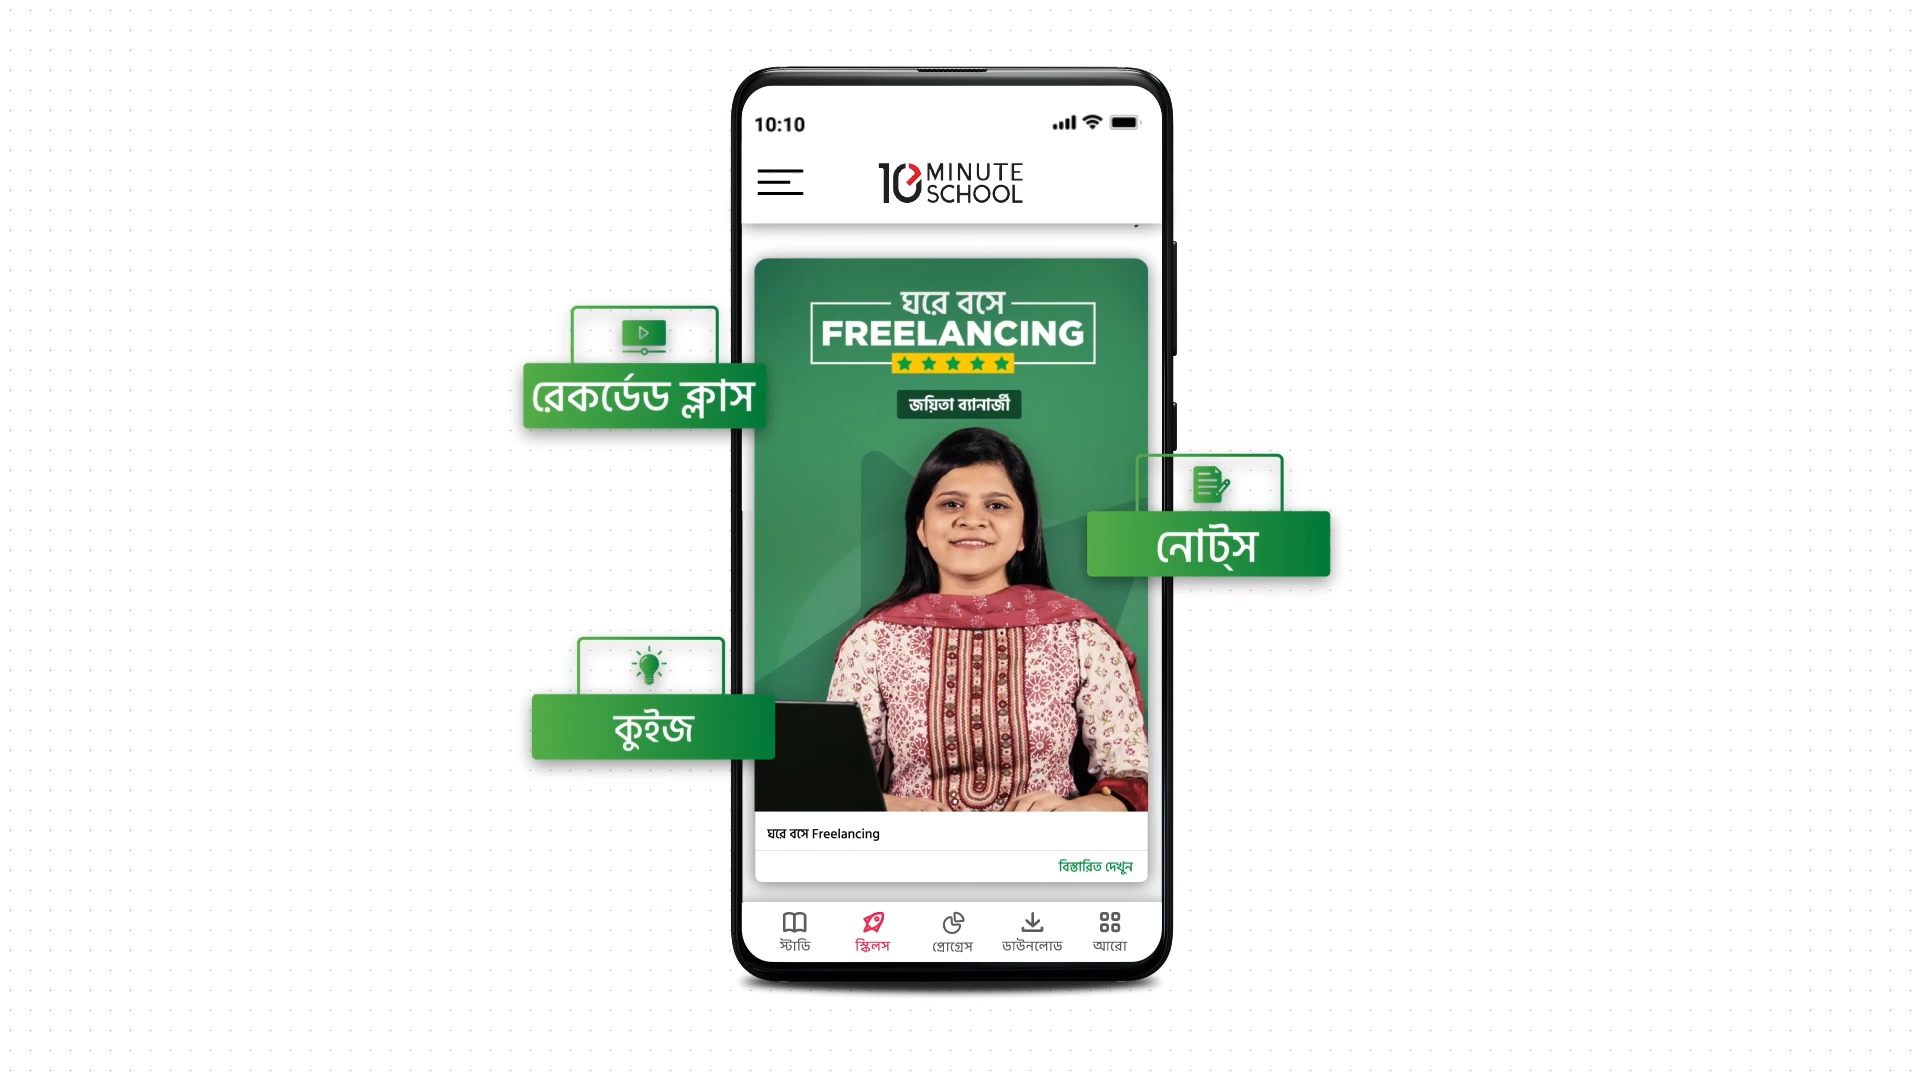 10:10
10 MINUTE
SCHOOL
ঘরে বসে
FREELANCING
জয়িতা ব্যানার্জী
রেকর্ডেড ক্লাস
নোট্স
কুইজ
ঘরে বসে Freelancing
বিস্তারিত দেখুন
স্টাডি স্কিলস প্রোগ্রেস ডাউনলোড আরো